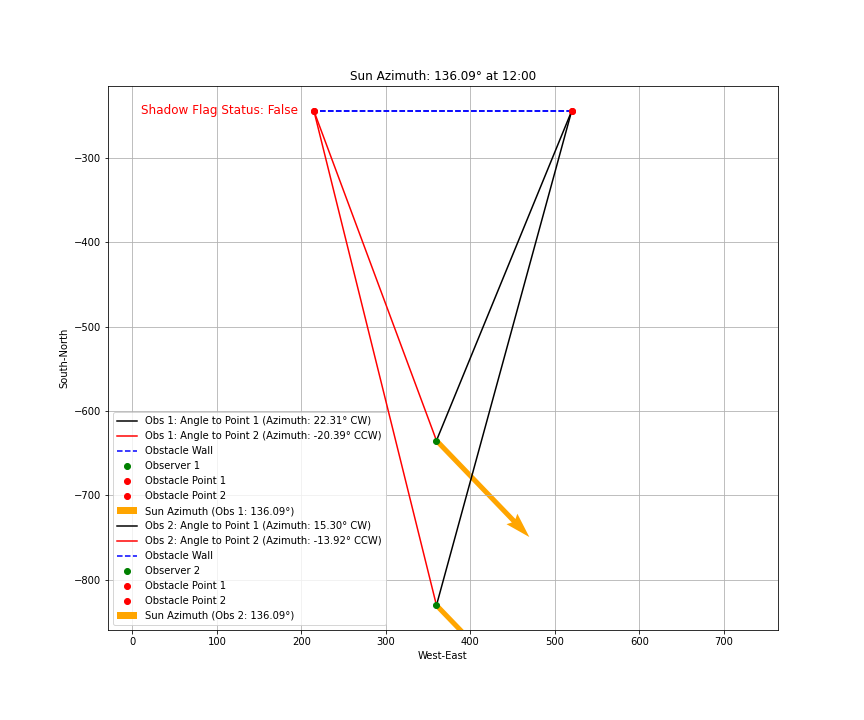 Sun Azimuth: 136.09° at 12:00
Shadow Flag Status: False
−300
−400
−500
−600
−700
−800
South-North
Obs 1: Angle to Point 1 (Azimuth: 22.31° CW)
Obs 1: Angle to Point 2 (Azimuth: -20.39° CCW)
Obstacle Wall
Observer 1
Obstacle Point 1
Obstacle Point 2
Sun Azimuth (Obs 1: 136.09°)
Obs 2: Angle to Point 1 (Azimuth: 15.30° CW)
Obs 2: Angle to Point 2 (Azimuth: -13.92° CCW)
Obstacle Wall
Observer 2
Obstacle Point 1
Obstacle Point 2
Sun Azimuth (Obs 2: 136.09°)
0 100 200 300 400 500 600 700
West-East